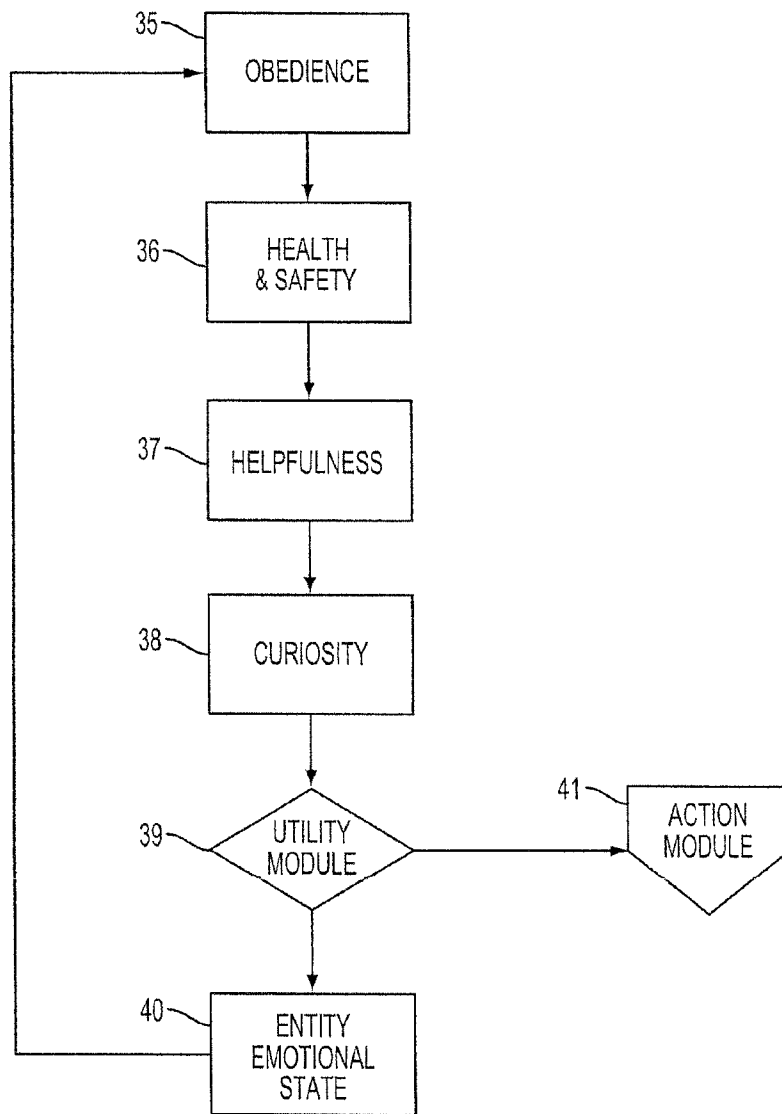 35
OBEDIENCE
36
HEALTH
& SAFETY
37
HELPFULNESS
38
CURIOSITY
39
UTILITY
MODULE
41
ACTION
MODULE
40
ENTITY
EMOTIONAL
STATE